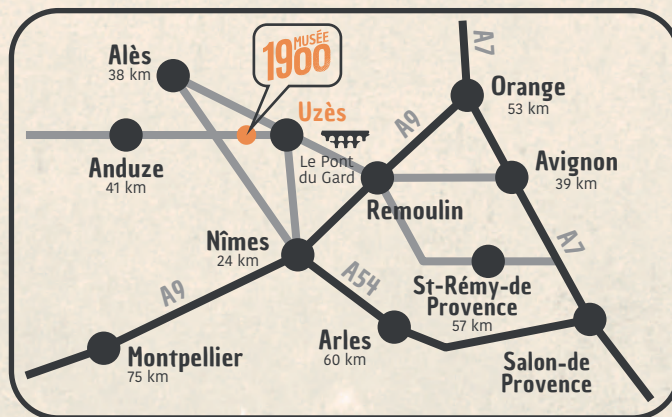 MUSÉE
1900
A7
Alès
38 km
Orange
53 km
Uzès
A9
Le Pont
du Gard
Anduze
41 km
Avignon
39 km
Remoulin
Nîmes
24 km
A7
A9
A54
St-Rémy-de
Provence
57 km
Arles
60 km
Montpellier
75 km
Salon-de
Provence